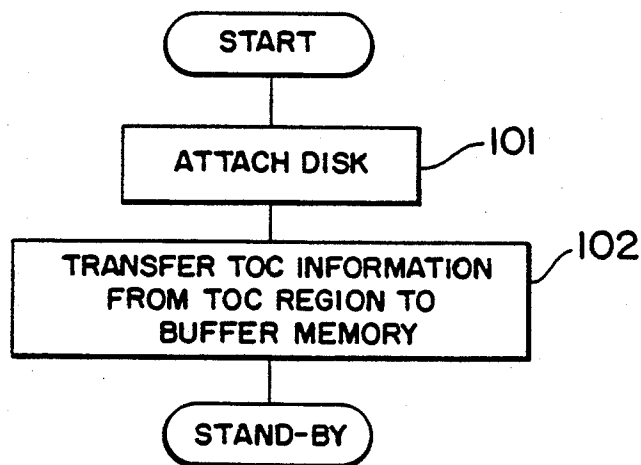 START
ATTACH DISK
101
TRANSFER TOC INFORMATION
FROM TOC REGION TO
BUFFER MEMORY
102
STAND-BY